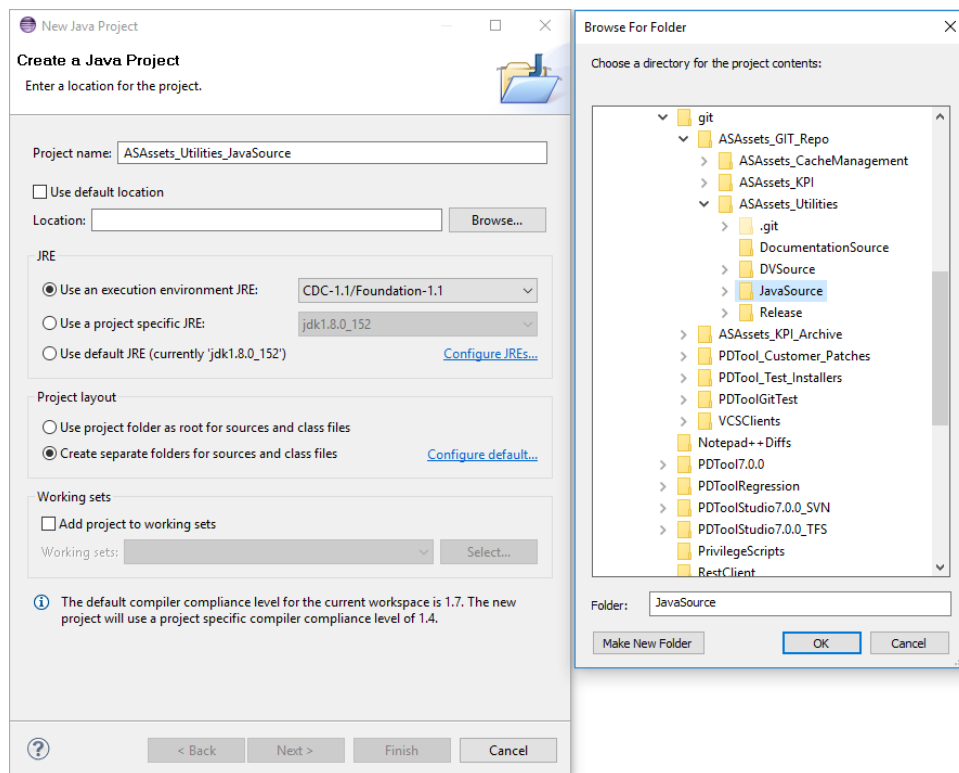 New Java Project
Create a Java Project
Enter a location for the project.
Project name: ASAssets_Utilities_JavaSource
Use default location
Location: Browse...
JRE
Use an execution environment JRE: CDC-1.1/Foundation-1.1
Use a project specific JRE: jdk1.8.0_152
Use default JRE (currently 'jdk1.8.0_152') Configure JREs...
Project layout
Use project folder as root for sources and class files
Create separate folders for sources and class files Configure default...
Working sets
Add project to working sets
Working sets: Select...
The default compiler compliance level for the current workspace is 1.7. The new
project will use a project specific compiler compliance level of 1.4.
? < Back Next > Finish Cancel
Browse For Folder
Choose a directory for the project contents:
git
ASAssets_GIT_Repo
ASAssets_CacheManagement
ASAssets_KPI
ASAssets_Utilities
.git
DocumentationSource
DVSource
JavaSource
Release
ASAssets_KPI_Archive
PDTool_Customer_Patches
PDTool_Test_Installers
PDToolGitTest
VCSClients
Notepad++Diffs
PDTool7.0.0
PDToolRegression
PDToolStudio7.0.0_SVN
PDToolStudio7.0.0_TFS
PrivilegeScripts
RestClient
Folder: JavaSource
Make New Folder OK Cancel